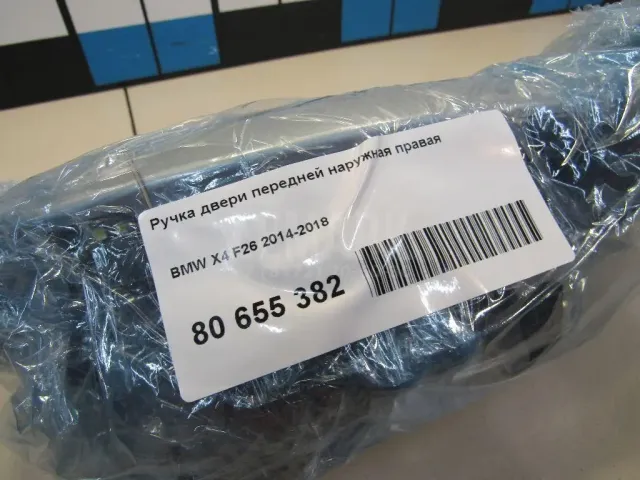 Ручка двери передней наружная правая
BMW X4 F26 2014-2018
80 655 382